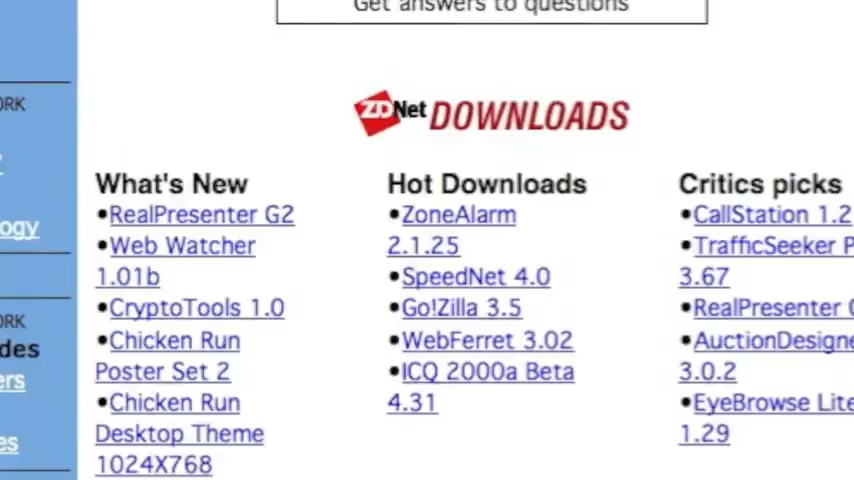 Get answers to questions
ORK
ogy
ORK
des
ers
es
ZDNet DOWNLOADS
What's New
•RealPresenter G2
•Web Watcher
1.01b
•CryptoTools 1.0
•Chicken Run
Poster Set 2
•Chicken Run
Desktop Theme
1024X768
Hot Downloads
•ZoneAlarm
2.1.25
•SpeedNet 4.0
•Go!Zilla 3.5
•WebFerret 3.02
•ICQ 2000a Beta
4.31
Critics picks
•CallStation 1.2
•TrafficSeeker P
3.67
•RealPresenter
•AuctionDesigne
3.0.2
•EyeBrowse Lite
1.29